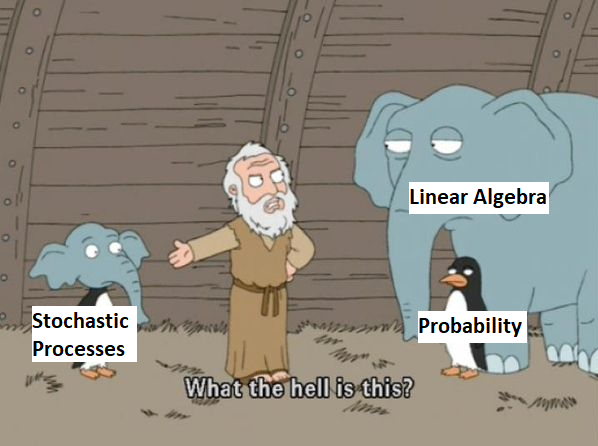 Linear Algebra
Stochastic
Processes
Probability
What the hell is this?